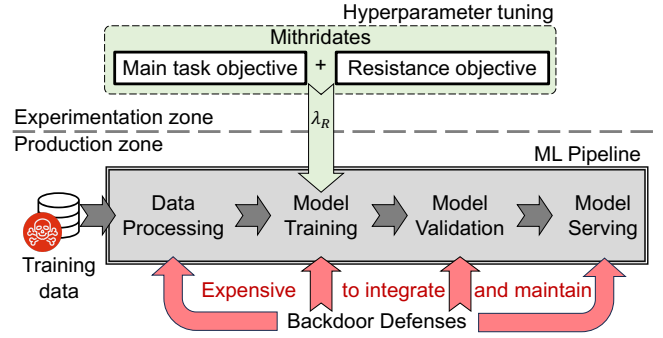 Hyperparameter tuning
Mithridates
Main task objective + Resistance objective
λ_R
Experimentation zone
Production zone
ML Pipeline
Data Processing
Model Training
Model Validation
Model Serving
Training data
Expensive to integrate and maintain
Backdoor Defenses